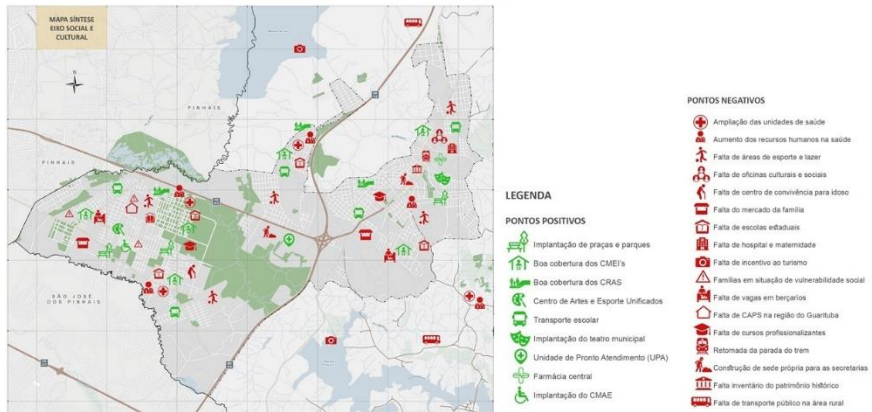 MAPA SÍNTESE
EIXO SOCIAL E
CULTURAL
N
PINHAIS
PINHAIS
SÃO JOSÉ
DOS PINHAIS
LEGENDA
PONTOS POSITIVOS
Implantação de praças e parques
Boa cobertura dos CMEI's
Boa cobertura dos CRAS
Centro de Artes e Esporte Unificados
Transporte escolar
Implantação do teatro municipal
Unidade de Pronto Atendimento (UPA)
Farmácia central
Implantação do CMAE
PONTOS NEGATIVOS
Ampliação das unidades de saúde
Aumento dos recursos humanos na saúde
Falta de áreas de esporte e lazer
Falta de oficinas culturais e sociais
Falta de centro de convivência para idoso
Falta do mercado da família
Falta de escolas estaduais
Falta de hospital e maternidade
Falta de incentivo ao turismo
Famílias em situação de vulnerabilidade social
Falta de vagas em berçarios
Falta de CAPS na região do Guarituba
Falta de cursos profissionalizantes
Retomada da parada do trem
Construção de sede própria para as secretarias
Falta inventário do patrimônio histórico
Falta de transporte público na área rural